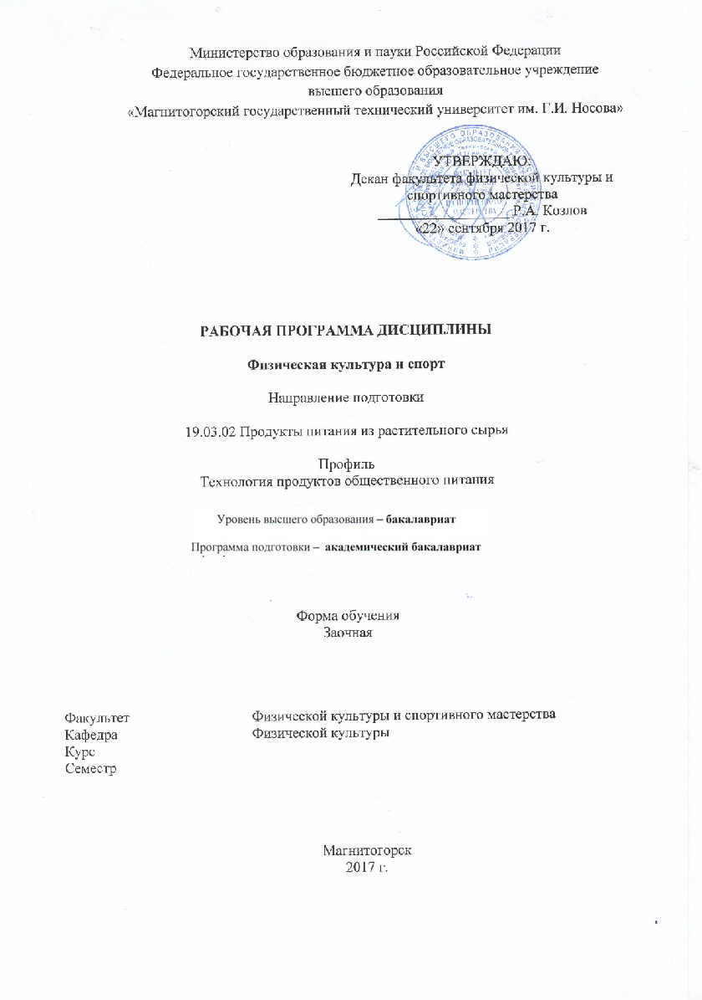 Министерство образования и науки Российской Федерации
Федеральное государственное бюджетное образовательное учреждение
высшего образования
«Магнитогорский государственный технический университет им. Г.И. Носова»
УТВЕРЖДАЮ:
Декан факультета физической культуры и
спортивного мастерства
__________________ Р.А. Козлов
«22» сентября 2017 г.
РАБОЧАЯ ПРОГРАММА ДИСЦИПЛИНЫ
Физическая культура и спорт
Направление подготовки
19.03.02 Продукты питания из растительного сырья
Профиль
Технология продуктов общественного питания
Уровень высшего образования – бакалавриат
Программа подготовки – академический бакалавриат
Форма обучения
Заочная
Факультет Физической культуры и спортивного мастерства
Кафедра Физической культуры
Курс
Семестр
Магнитогорск
2017 г.